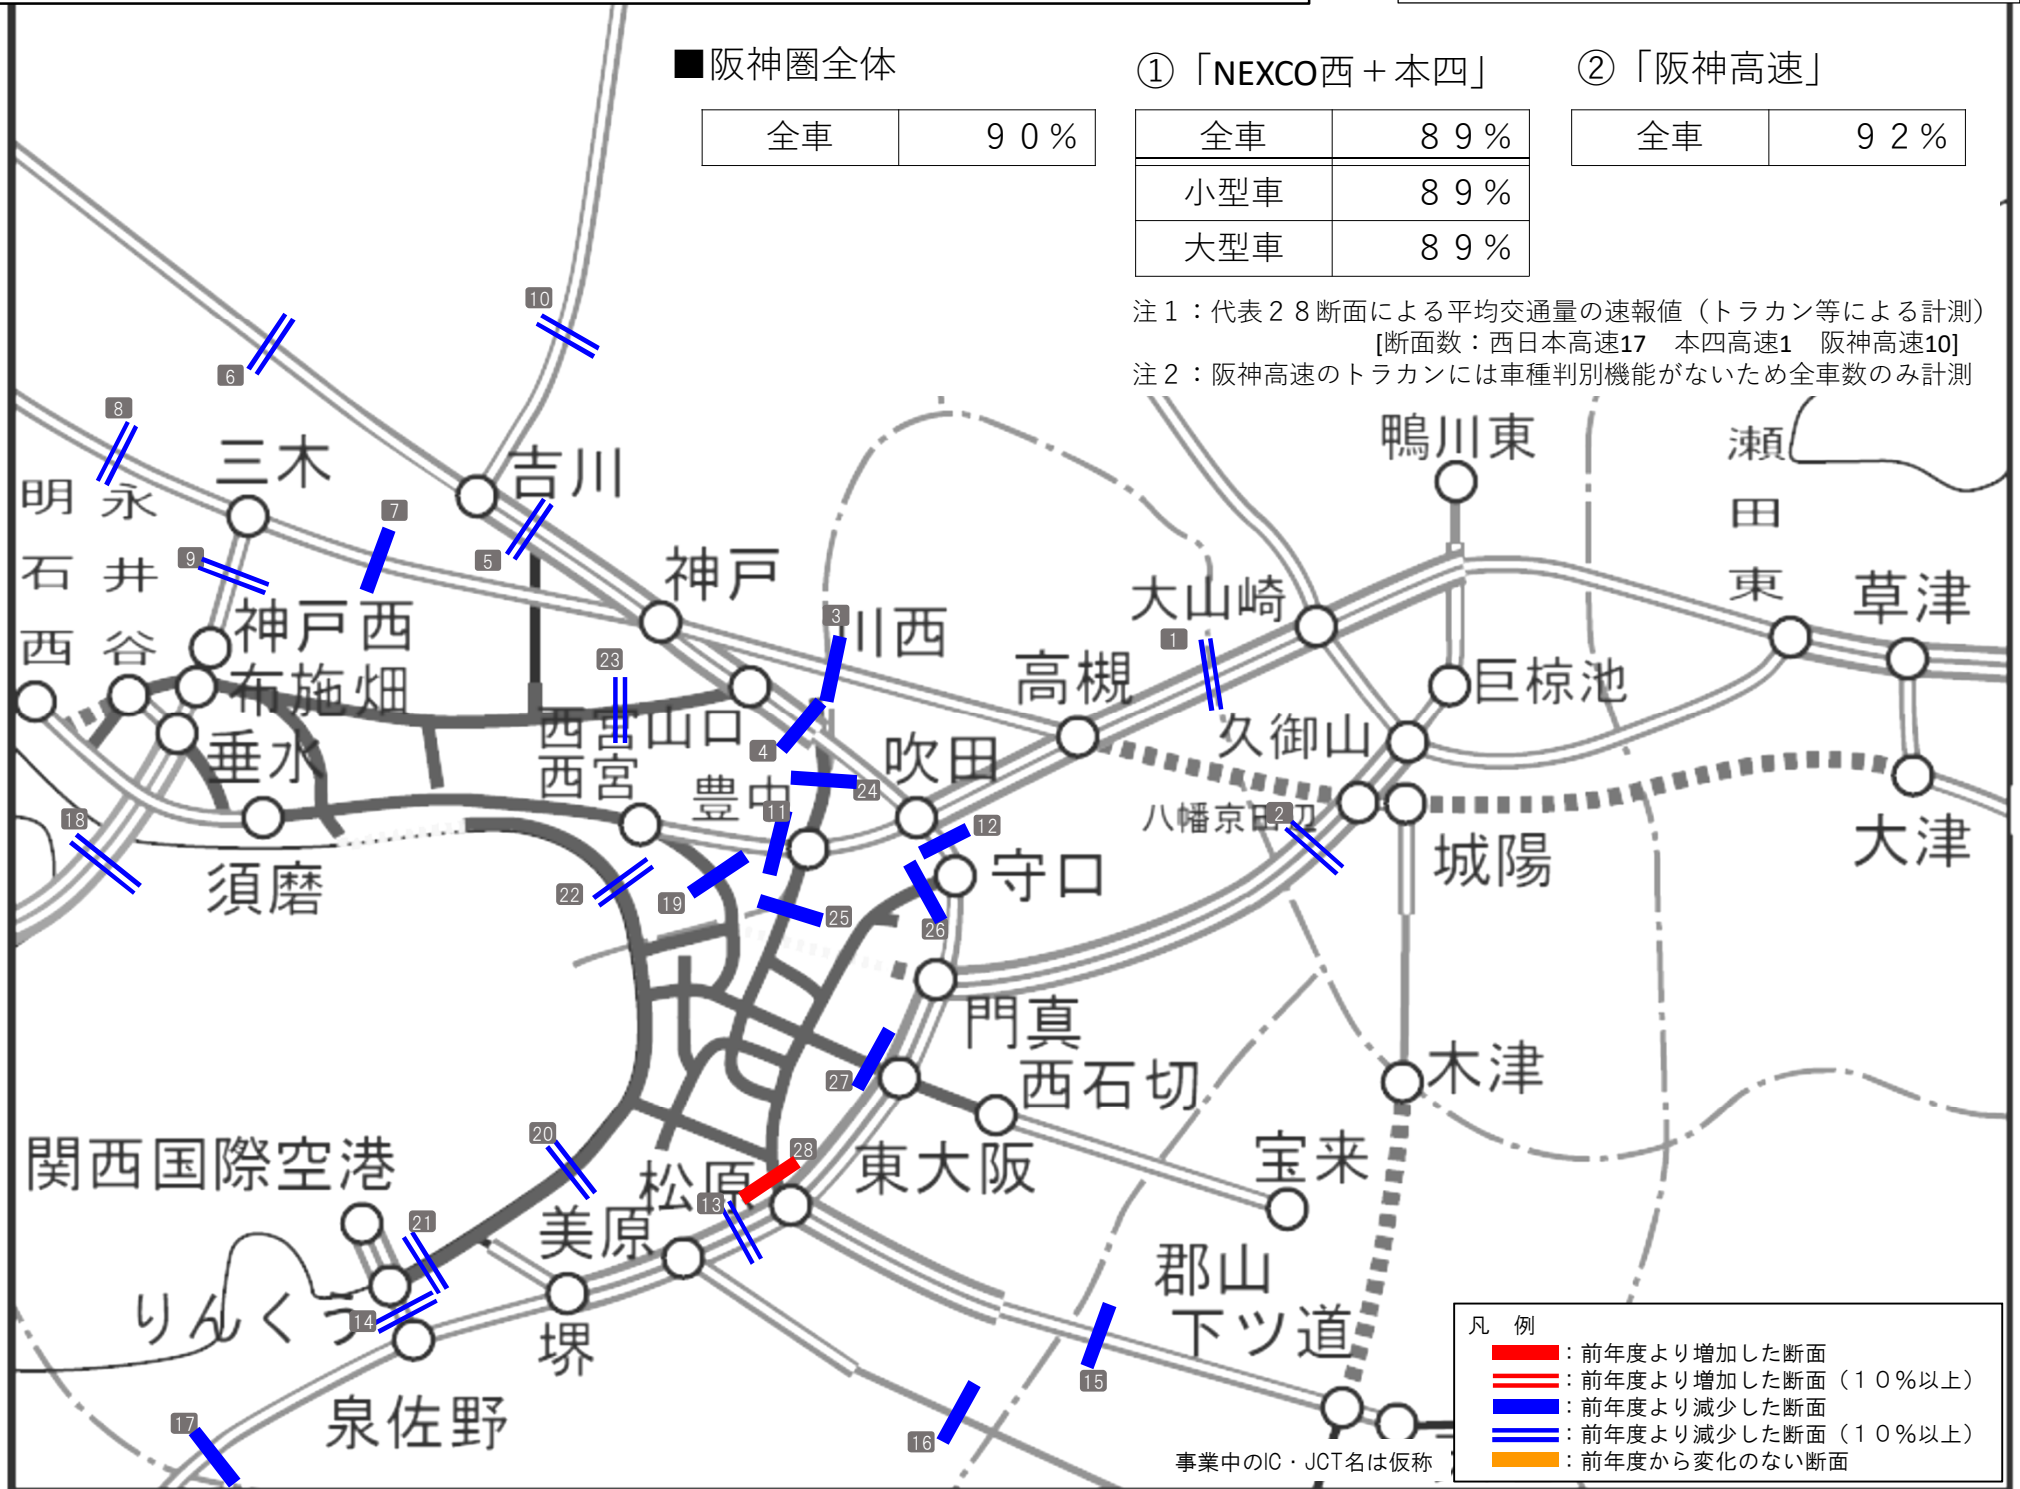 ■阪神圏全体
全車 ９０％
①「NEXCO西＋本四」
全車 ８９％
小型車 ８９％
大型車 ８９％
②「阪神高速」
全車 ９２％
注１：代表２８断面による平均交通量の速報値（トラカン等による計測）
[断面数：西日本高速17　本四高速1　阪神高速10]
注２：阪神高速のトラカンには車種判別機能がないため全車数のみ計測
10
6
8
三木
吉川
鴨川東
瀬田東
明石西
永井谷
7
9
5
神戸
神戸西
布施畑
23
3
川西
大山崎
1
草津
高槻
巨椋池
垂水
西宮山口
西宮
4
豊中
吹田
久御山
24
11
18
八幡京田辺
2
12
須磨
22
19
25
26
守口
城陽
大津
門真
27
西石切
木津
関西国際空港
20
松原
28
東大阪
宝来
13
21
美原
郡山
下ツ道
りんくう
14
堺
15
泉佐野
17
16
事業中のIC・JCT名は仮称
凡　例
：前年度より増加した断面
：前年度より増加した断面（１０％以上）
：前年度より減少した断面
：前年度より減少した断面（１０％以上）
：前年度から変化のない断面